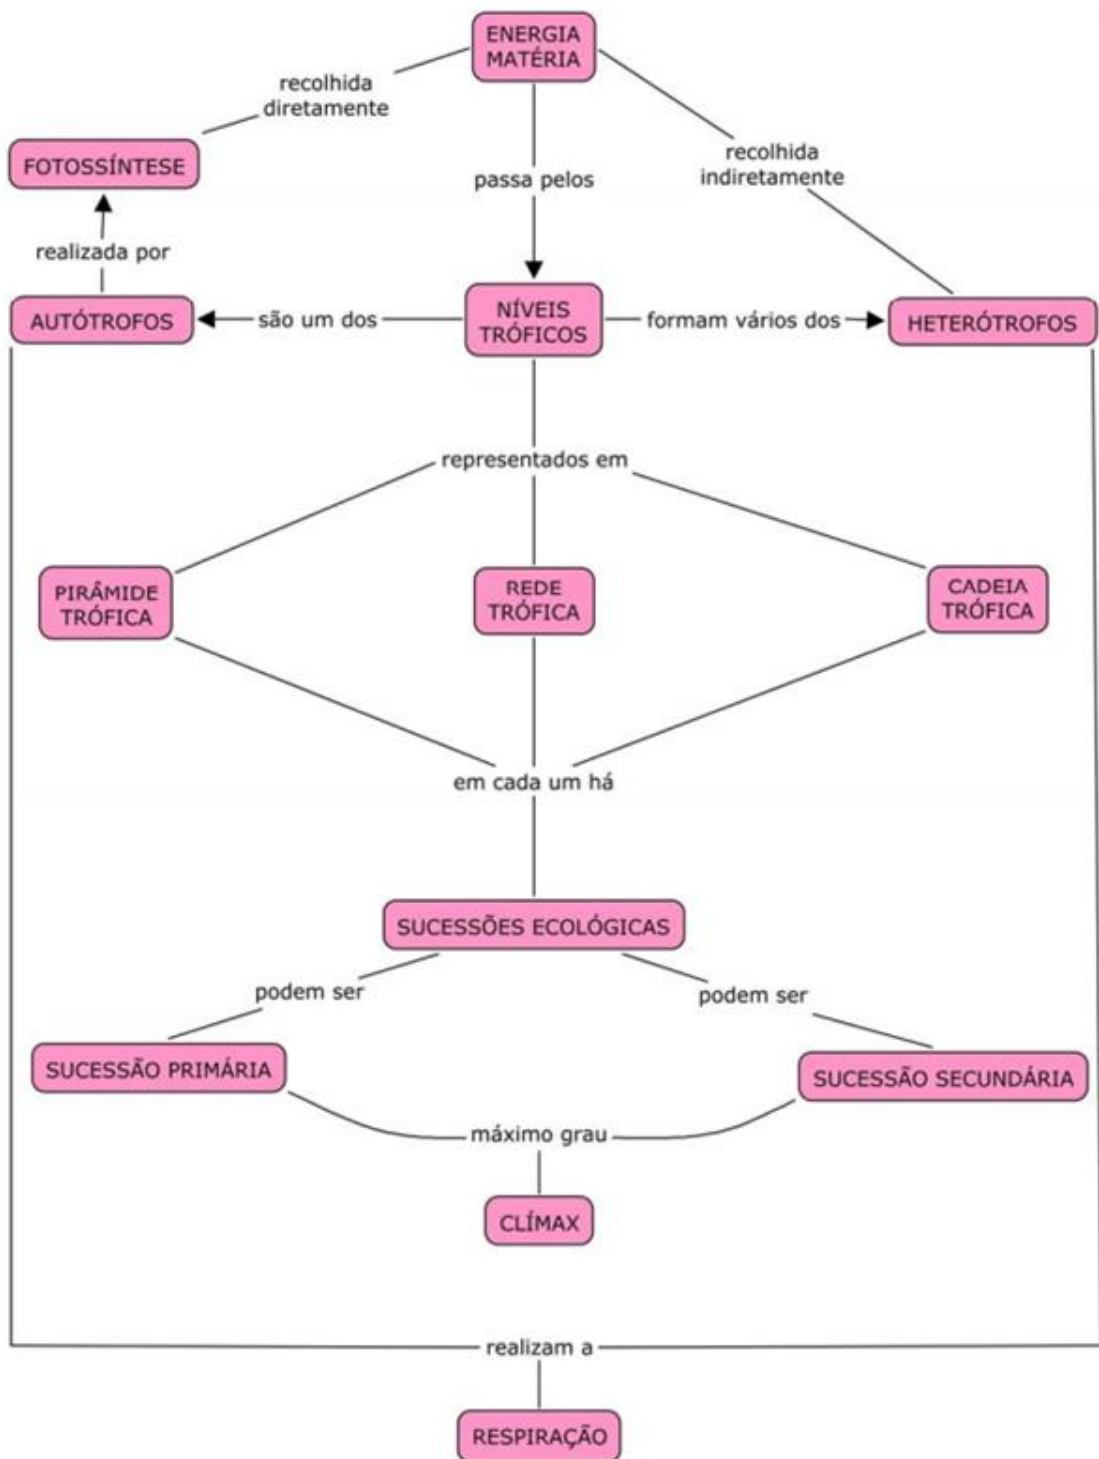 ENERGIA
MATÉRIA
recolhida
diretamente
recolhida
indiretamente
FOTOSSÍNTESE
passa pelos
realizada por
AUTÓTROFOS
são um dos
NÍVEIS
TRÓFICOS
formam vários dos
HETERÓTROFOS
representados em
PIRÂMIDE
TRÓFICA
REDE
TRÓFICA
CADEIA
TRÓFICA
em cada um há
SUCESSÕES ECOLÓGICAS
podem ser
podem ser
SUCESSÃO PRIMÁRIA
SUCESSÃO SECUNDÁRIA
máximo grau
CLÍMAX
realizam a
RESPIRAÇÃO